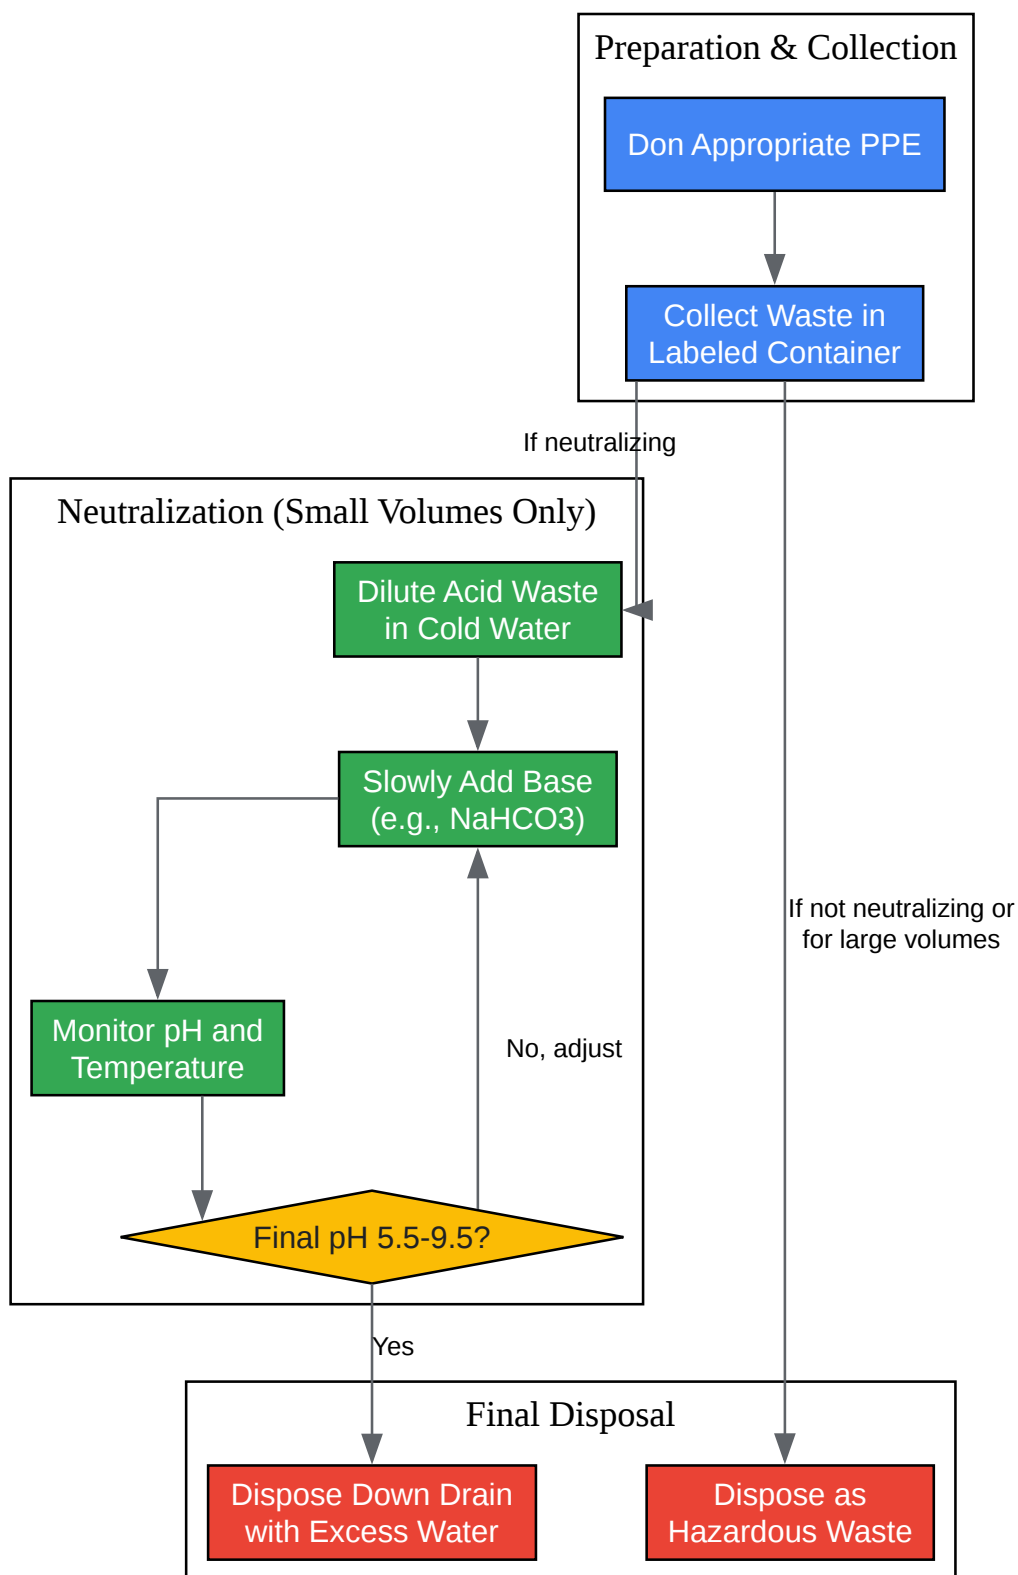 Preparation & Collection
Don Appropriate PPE
Collect Waste in
Labeled Container
If neutralizing
Neutralization (Small Volumes Only)
Dilute Acid Waste
in Cold Water
Slowly Add Base
(e.g., NaHCO3)
If not neutralizing or
for large volumes
Monitor pH and
Temperature
No, adjust
Final pH 5.5-9.5?
Yes
Final Disposal
Dispose Down Drain
with Excess Water
Dispose as
Hazardous Waste